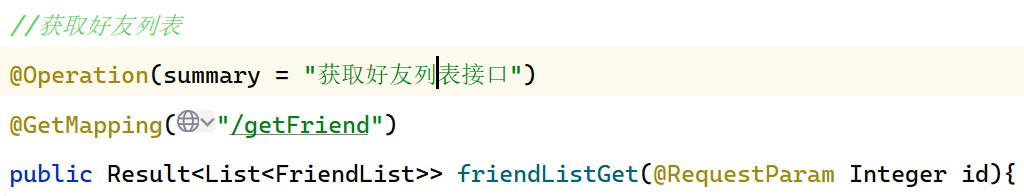 //获取好友列表
@Operation(summary = "获取好友列表接口")
@GetMapping("/getFriend")
public Result<List<FriendList>> friendListGet(@RequestParam Integer id){